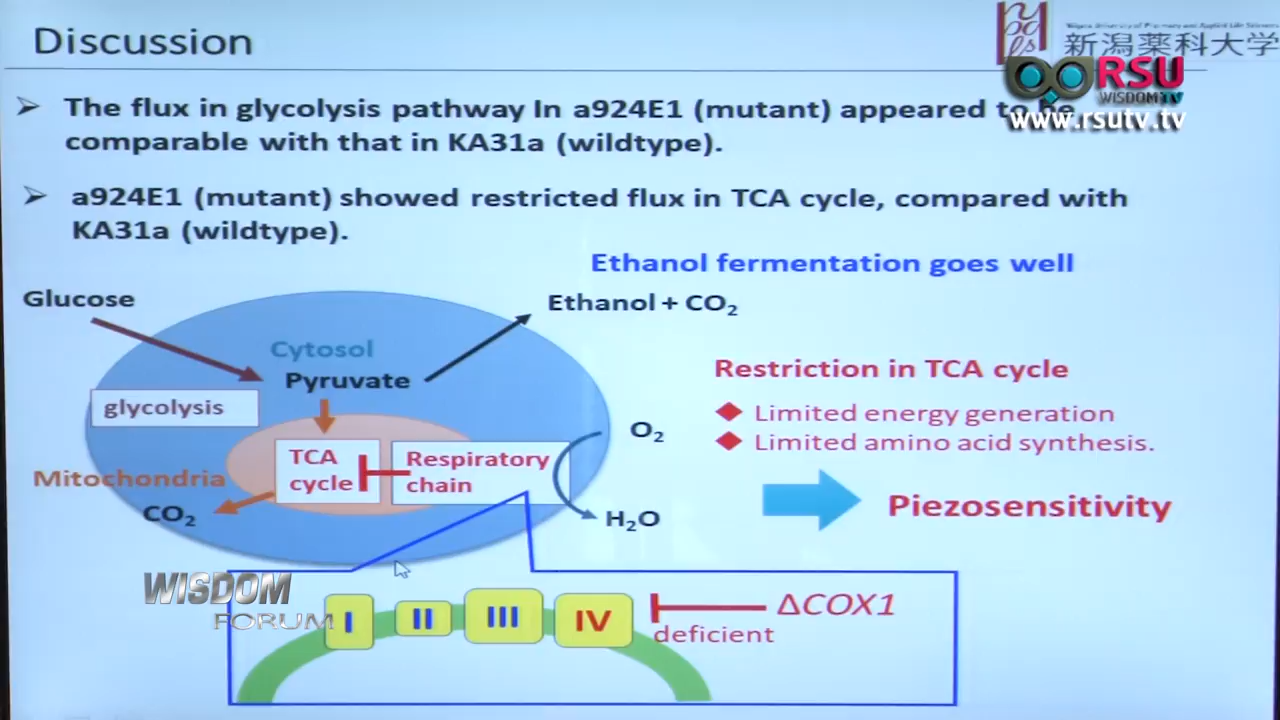 Discussion
新潟薬科大学
RSU
WISDOM TV
www.rsutv.tv
➢ The flux in glycolysis pathway In a924E1 (mutant) appeared to be
comparable with that in KA31a (wildtype).
➢ a924E1 (mutant) showed restricted flux in TCA cycle, compared with
KA31a (wildtype).
Ethanol fermentation goes well
Glucose
Ethanol + CO₂
Cytosol
Pyruvate
glycolysis
Restriction in TCA cycle
Limited energy generation
Limited amino acid synthesis.
O₂
TCA
cycle
Respiratory
chain
Mitochondria
CO₂
H₂O
Piezosensitivity
WISDOM
FORUM
I
II
III
IV
ΔCOX1
deficient